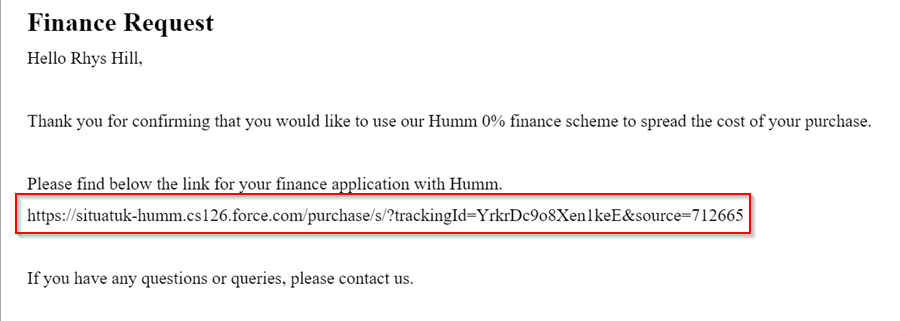 Finance Request
Hello Rhys Hill,
Thank you for confirming that you would like to use our Humm 0% finance scheme to spread the cost of your purchase.
Please find below the link for your finance application with Humm.
https://situatuk-humm.cs126.force.com/purchase/s/?trackingId=YrkrDc9o8Xen1keE&source=712665
If you have any questions or queries, please contact us.